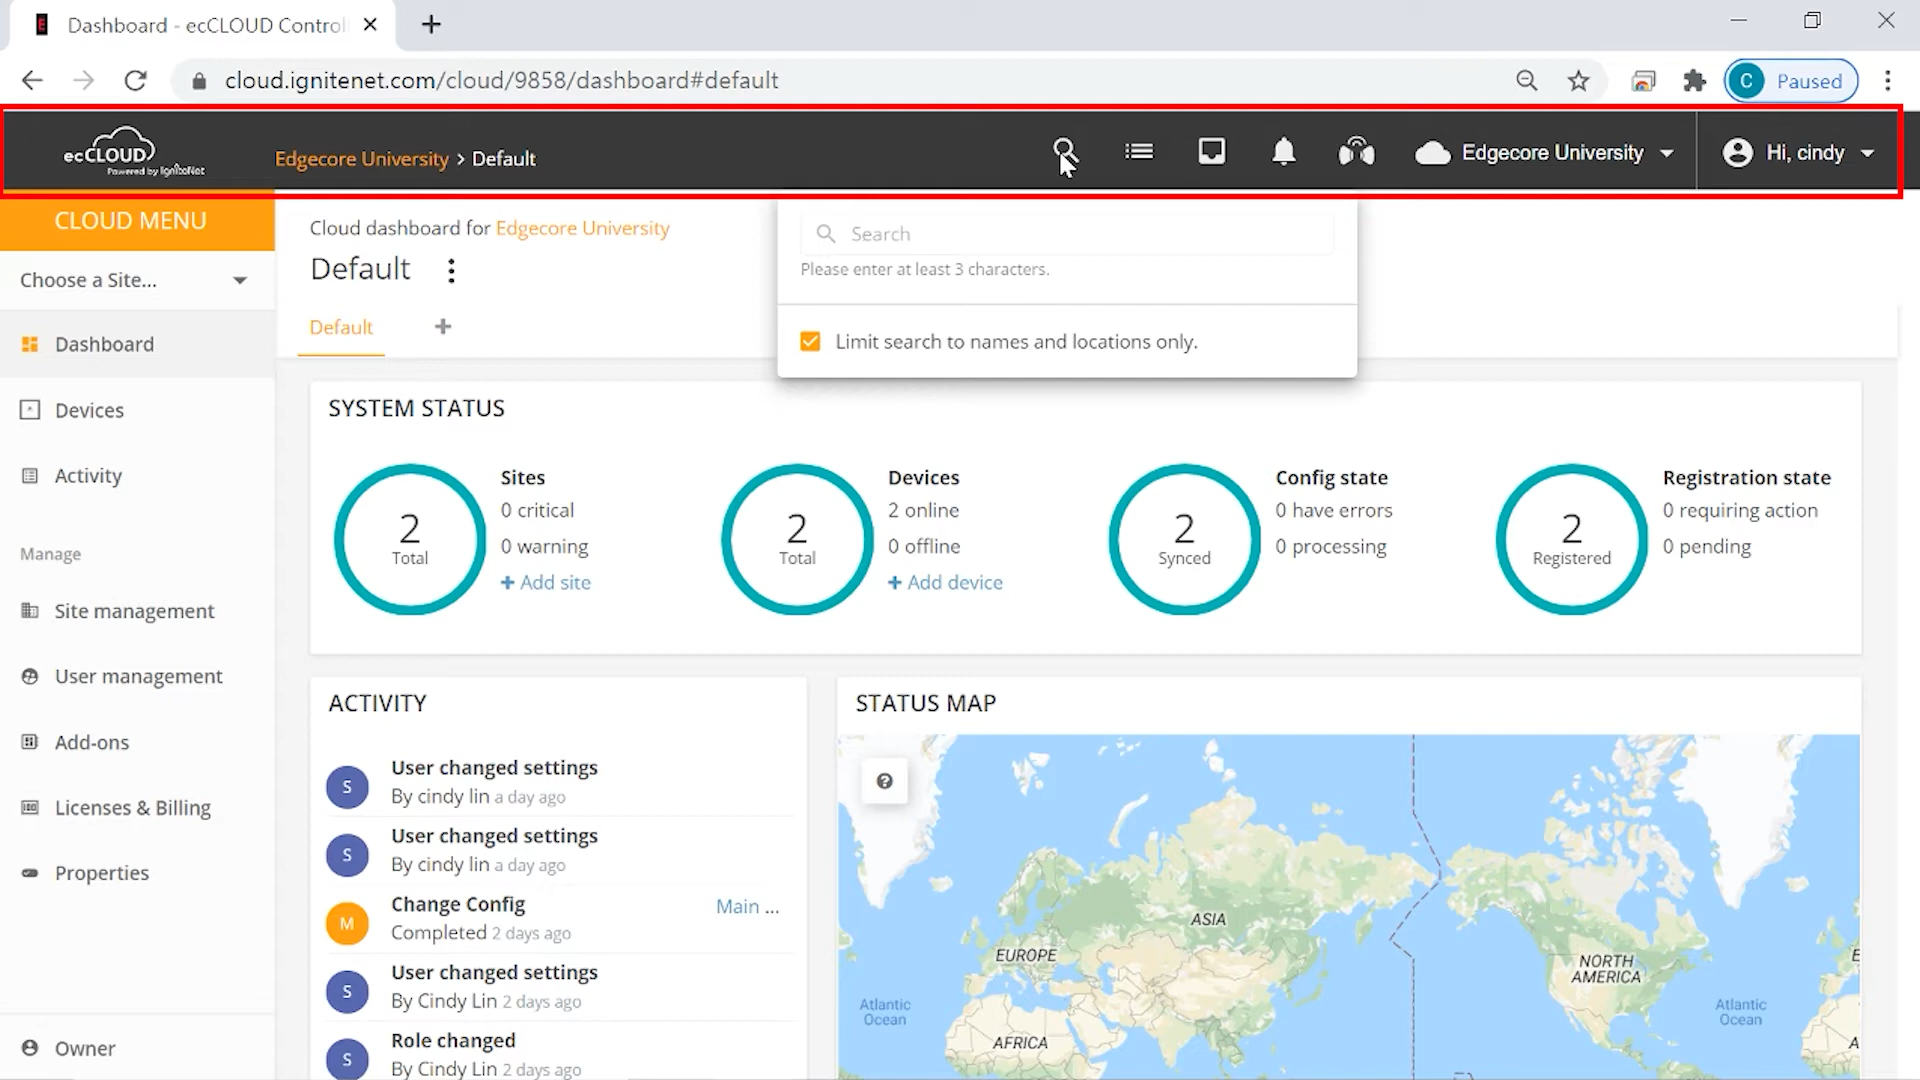 Dashboard - ecCLOUD Control
cloud.ignitenet.com/cloud/9858/dashboard#default
C
Paused
ecCLOUD
Powered by IgniteNet
Edgecore University > Default
Edgecore University
Hi, cindy
CLOUD MENU
Choose a Site...
Dashboard
Devices
Activity
Manage
Site management
User management
Add-ons
Licenses & Billing
Properties
Owner
Cloud dashboard for Edgecore University
Default
Default
+
Search
Please enter at least 3 characters.
Limit search to names and locations only.
SYSTEM STATUS
2
Total
Sites
0 critical
0 warning
+ Add site
2
Total
Devices
2 online
0 offline
+ Add device
2
Synced
Config state
0 have errors
0 processing
2
Registered
Registration state
0 requiring action
0 pending
ACTIVITY
S
User changed settings
By cindy lin a day ago
S
User changed settings
By cindy lin a day ago
M
Change Config
Main ...
Completed 2 days ago
S
User changed settings
By Cindy Lin 2 days ago
S
Role changed
By Cindy Lin 2 days ago
STATUS MAP
?
ASIA
EUROPE
NORTH
AMERICA
Atlantic
Ocean
Atlantic
Ocean
AFRICA
E
A